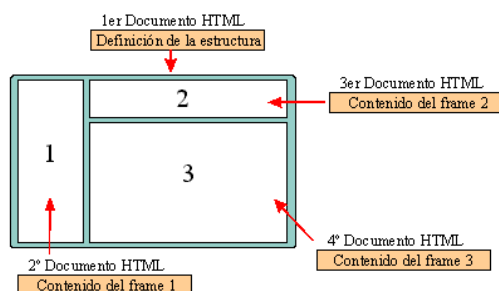 1er Documento HTML
Definición de la estructura
3er Documento HTML
Contenido del frame 2
2
1
3
4º Documento HTML
Contenido del frame 3
2º Documento HTML
Contenido del frame 1